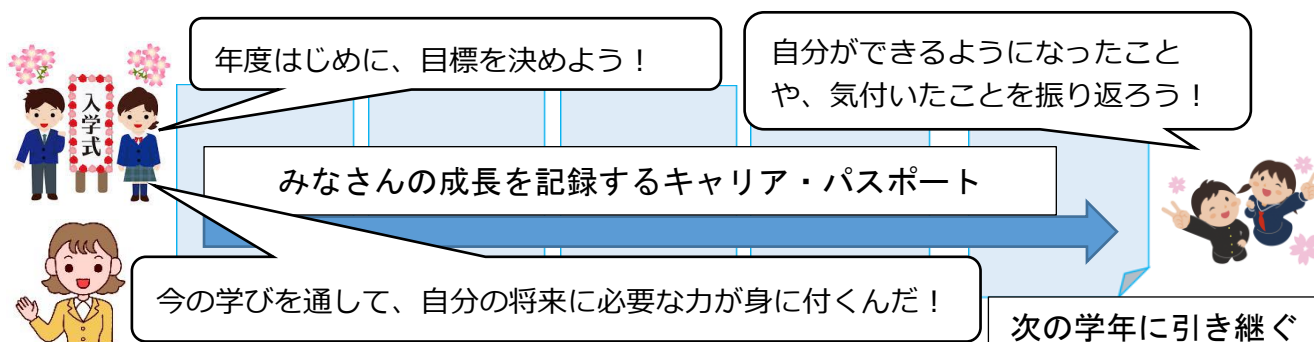 年度はじめに、目標を決めよう！
自分ができるようになったこと
や、気付いたことを振り返ろう！
入学式
みなさんの成長を記録するキャリア・パスポート
今の学びを通して、自分の将来に必要な力が身に付くんだ！
次の学年に引き継ぐ